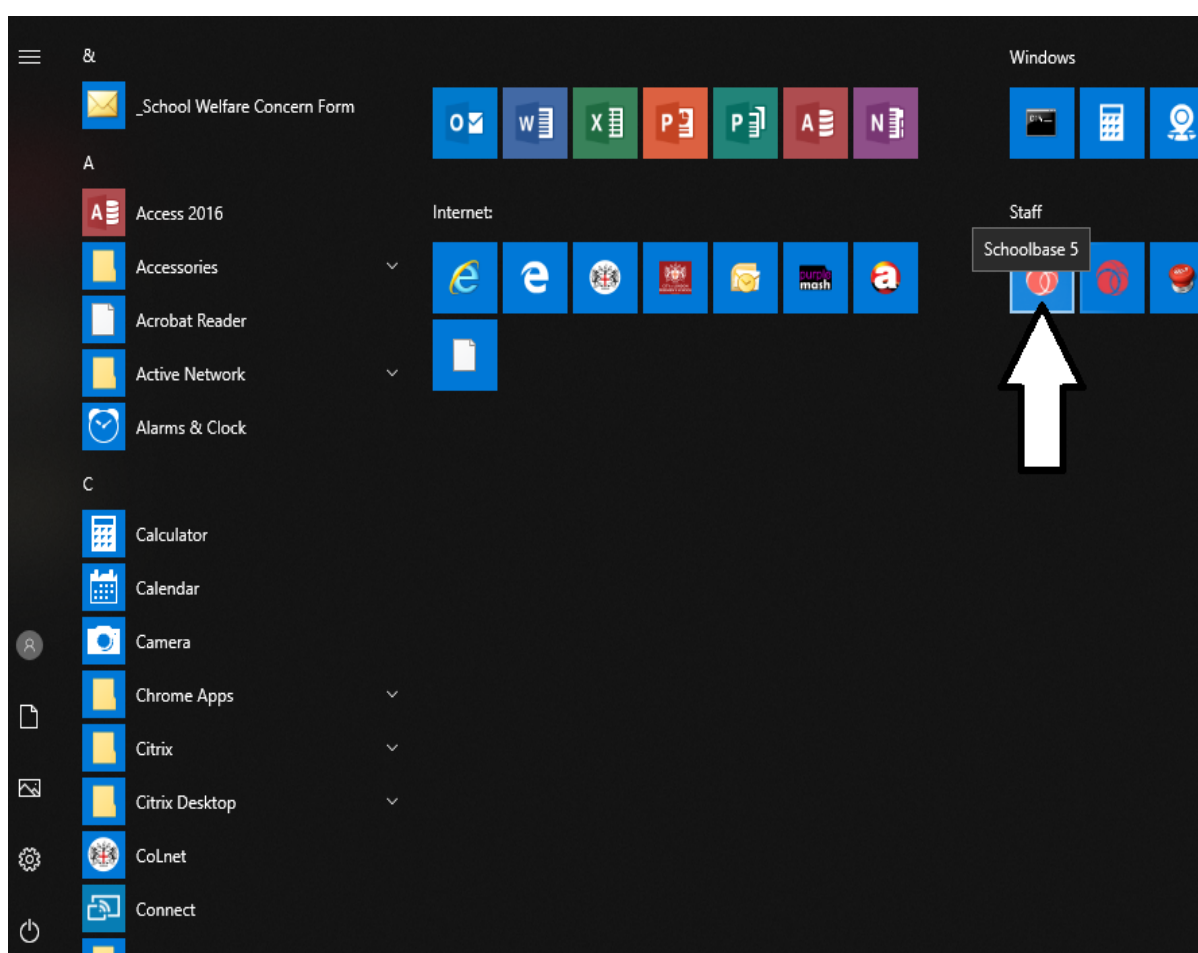 &
_School Welfare Concern Form
A
Access 2016
Accessories
Acrobat Reader
Active Network
Alarms & Clock
C
Calculator
Calendar
Camera
Chrome Apps
Citrix
Citrix Desktop
CoLnet
Connect
O
W
X
P
P
A
N
Internet:
purple
mash
a
Windows
Staff
Schoolbase 5